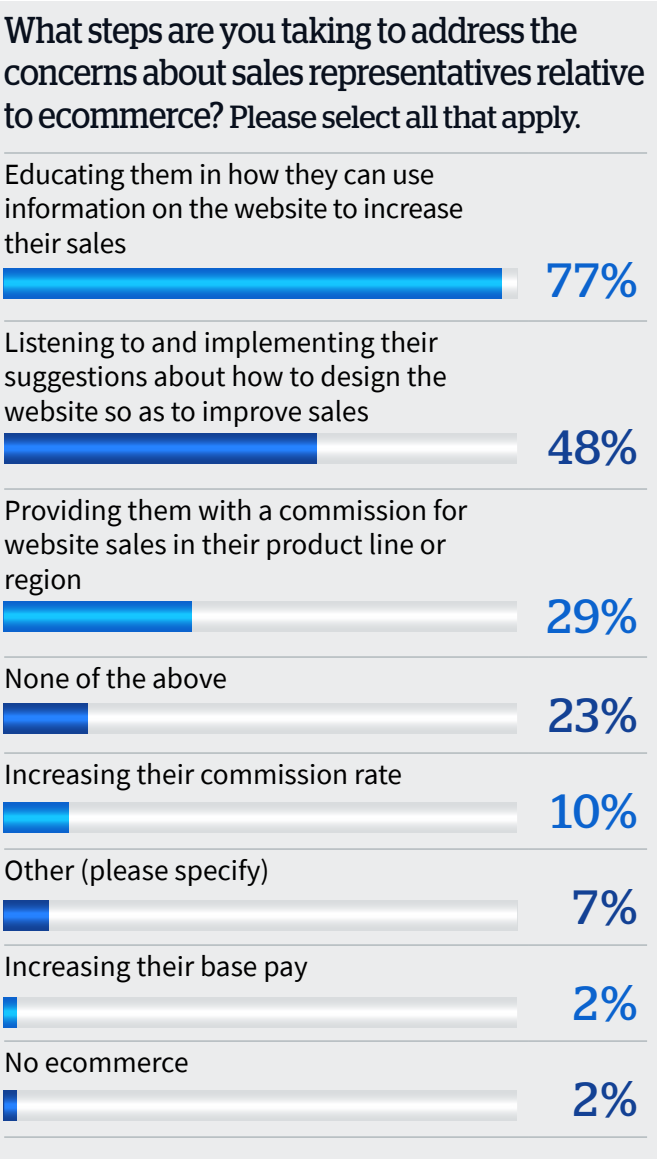 What steps are you taking to address the
concerns about sales representatives relative
to ecommerce? Please select all that apply.
Educating them in how they can use
information on the website to increase
their sales
77%
Listening to and implementing their
suggestions about how to design the
website so as to improve sales
48%
Providing them with a commission for
website sales in their product line or
region
29%
None of the above
23%
Increasing their commission rate
10%
Other (please specify)
7%
Increasing their base pay
2%
No ecommerce
2%